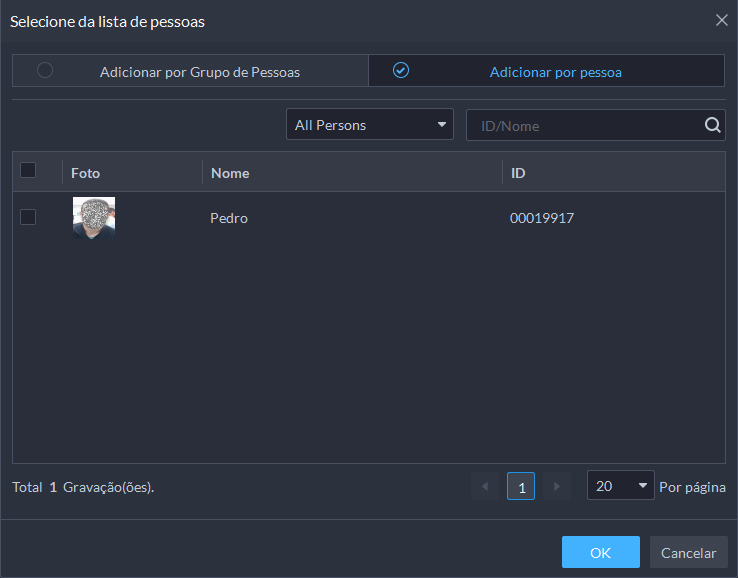 Selecione da lista de pessoas
Adicionar por Grupo de Pessoas
Adicionar por pessoa
All Persons
ID/Nome
Foto Nome ID
Pedro 00019917
Total 1 Gravação(ões).
1
20
Por página
OK
Cancelar